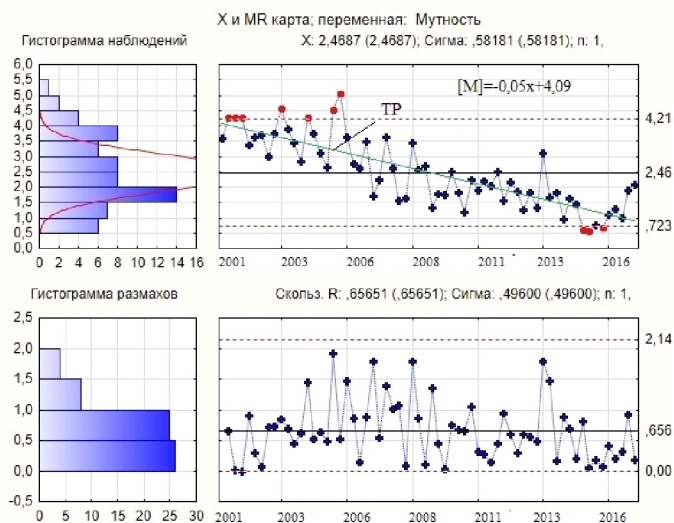 X и MR карта; переменная: Мутность
Гистограмма наблюдений
X: 2,4687 (2,4687); Сигма: ,58181 (,58181); n: 1,
6,0
5,5
5,0
4,5
4,0
3,5
3,0
2,5
2,0
1,5
1,0
0,5
0,0
0 2 4 6 8 10 12 14 16
[M]=-0,05x+4,09
ТР
4,21
2,46
,723
2001 2003 2006 2008 2011 2013 2016
Гистограмма размахов
Скольз. R: ,65651 (,65651); Сигма: ,49600 (,49600); n: 1,
2,5
2,0
1,5
1,0
0,5
0,0
-0,5
0 5 10 15 20 25 30
2,14
,656
0,00
2001 2003 2006 2008 2011 2013 2016